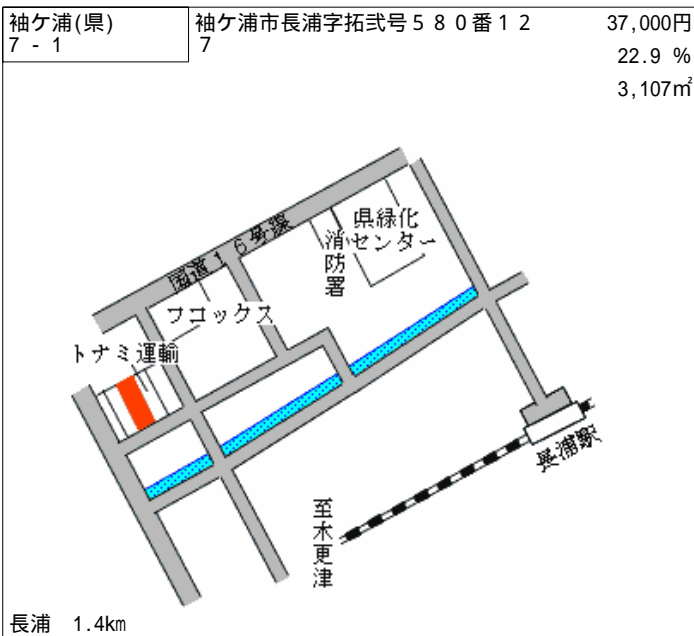 袖ケ浦(県)
7 - 1
袖ケ浦市長浦字拓弐号５８０番１２
7
37,000円
22.9 %
3,107㎡
国道１６号線
県緑化
センター
消防署
フコックス
トナミ運輸
長浦駅
至木更津
長浦 1.4km